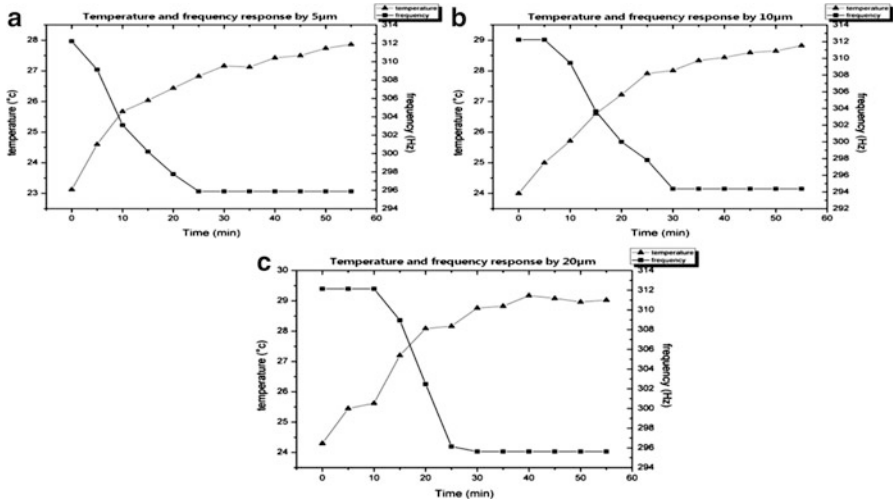 a
Temperature and frequency response by 5μm
temperature
frequency
28
27
26
25
24
23
temperature (°c)
314
312
310
308
306
304
302
300
298
296
294
frequency (Hz)
0 10 20 30 40 50 60
Time (min)
b
Temperature and frequency response by 10μm
temperature
frequency
29
28
27
26
25
24
temperature (°c)
314
312
310
308
306
304
302
300
298
296
294
292
frequency (Hz)
0 10 20 30 40 50 60
Time (min)
c
Temperature and frequency response by 20μm
temperature
frequency
30
29
28
27
26
25
24
temperature (°c)
314
312
310
308
306
304
302
300
298
296
294
frequency (Hz)
0 10 20 30 40 50 60
Time (min)